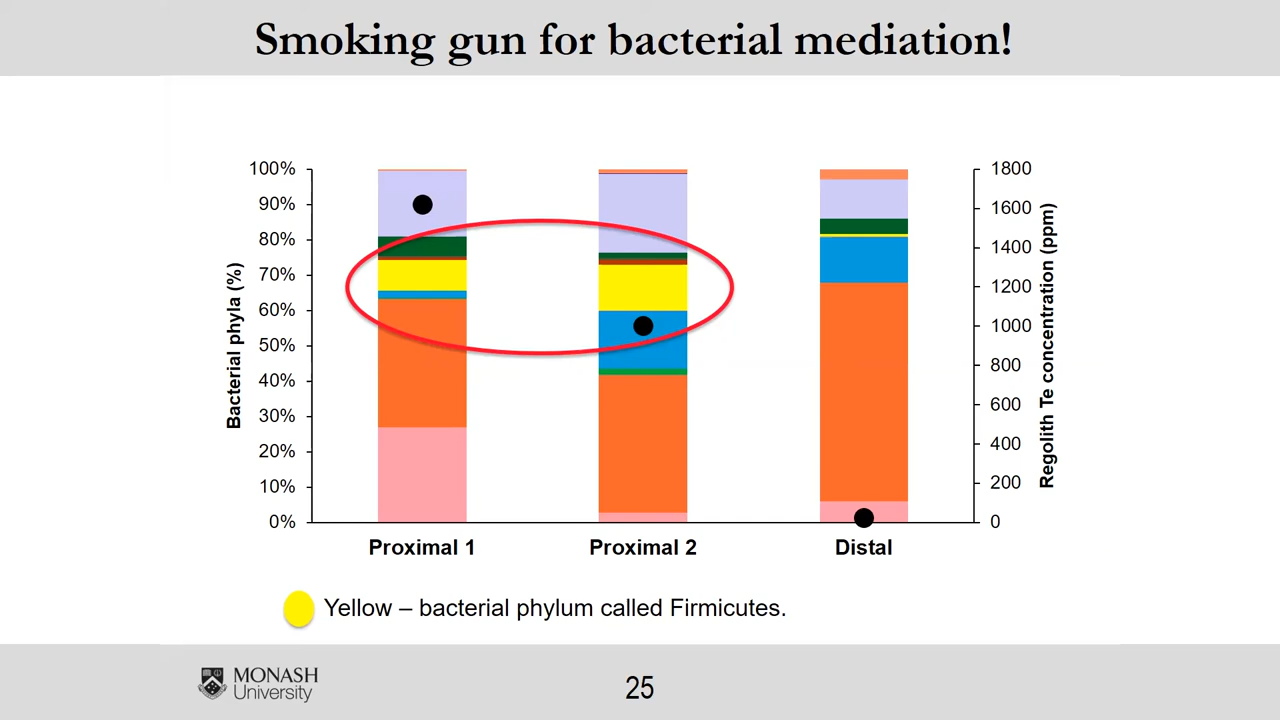 Smoking gun for bacterial mediation!
100%
90%
80%
70%
60%
50%
40%
30%
20%
10%
0%
Bacterial phyla (%)
1800
1600
1400
1200
1000
800
600
400
200
0
Regolith Te concentration (ppm)
Proximal 1
Proximal 2
Distal
Yellow – bacterial phylum called Firmicutes.
MONASH
University
25